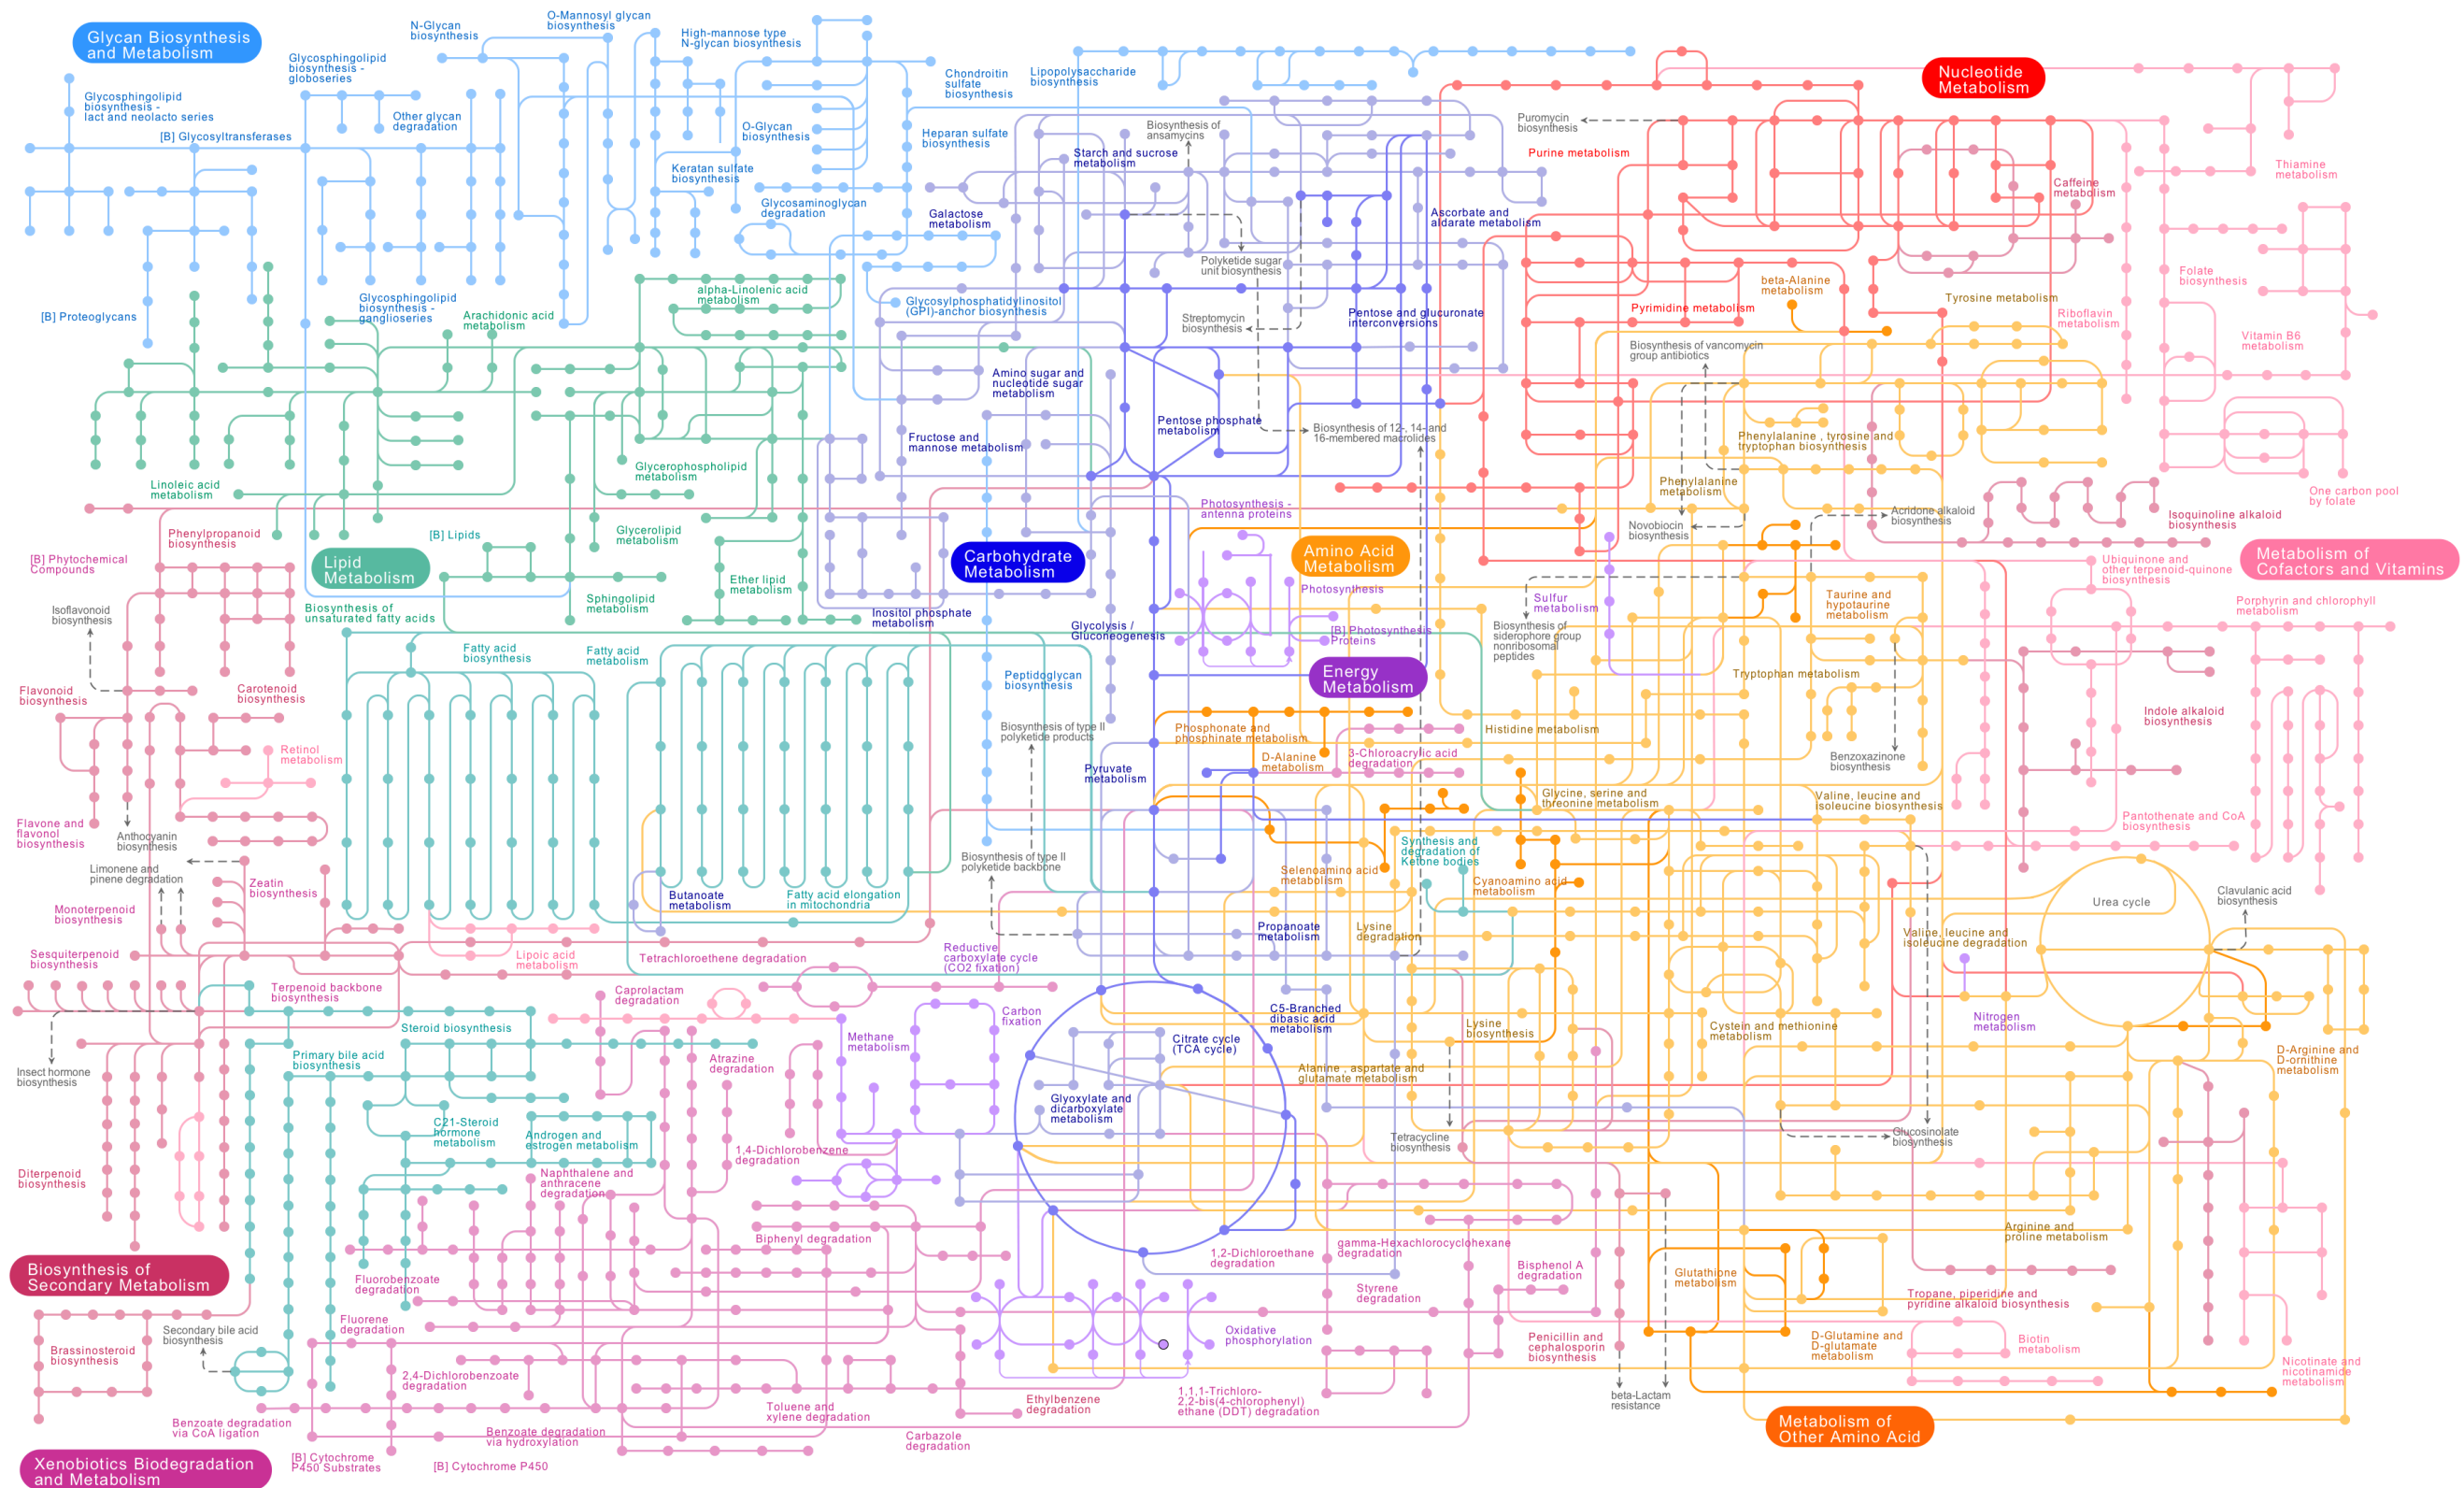 Glycan Biosynthesis
and Metabolism
N-Glycan
biosynthesis
O-Mannosyl glycan
biosynthesis
High-mannose type
N-glycan biosynthesis
Glycosphingolipid
biosynthesis -
globoseries
Glycosphingolipid
biosynthesis -
lact and neolacto series
Other glycan
degradation
[B] Glycosyltransferases
O-Glycan
biosynthesis
Keratan sulfate
biosynthesis
Chondroitin
sulfate
biosynthesis
Lipopolysaccharide
biosynthesis
Heparan sulfate
biosynthesis
Glycosaminoglycan
degradation
Glycosphingolipid
biosynthesis -
ganglioseries
[B] Proteoglycans
Glycosylphosphatidylinositol
(GPI)-anchor biosynthesis
Nucleotide
Metabolism
Puromycin
biosynthesis
Purine metabolism
Caffeine
metabolism
Thiamine
metabolism
Biosynthesis of
ansamycins
Starch and sucrose
metabolism
Galactose
metabolism
Ascorbate and
aldarate metabolism
Polyketide sugar
unit biosynthesis
Streptomycin
biosynthesis
Pentose and glucuronate
interconversions
Pyrimidine metabolism
beta-Alanine
metabolism
Tyrosine metabolism
Folate
biosynthesis
Riboflavin
metabolism
Vitamin B6
metabolism
Biosynthesis of vancomycin
group antibiotics
alpha-Linolenic acid
metabolism
Arachidonic acid
metabolism
Amino sugar and
nucleotide sugar
metabolism
Pentose phosphate
metabolism
Biosynthesis of 12-, 14- and
16-membered macrolides
Fructose and
mannose metabolism
Phenylalanine , tyrosine and
tryptophan biosynthesis
Glycerophospholipid
metabolism
Linoleic acid
metabolism
Phenylalanine
metabolism
One carbon pool
by folate
Photosynthesis -
antenna proteins
Novobiocin
biosynthesis
Acridone alkaloid
biosynthesis
Isoquinoline alkaloid
biosynthesis
Phenylpropanoid
biosynthesis
[B] Lipids
Glycerolipid
metabolism
[B] Phytochemical
Compounds
Lipid
Metabolism
Carbohydrate
Metabolism
Amino Acid
Metabolism
Metabolism of
Cofactors and Vitamins
Ubiquinone and
other terpenoid-quinone
biosynthesis
Ether lipid
metabolism
Photosynthesis
Sulfur
metabolism
Taurine and
hypotaurine
metabolism
Porphyrin and chlorophyll
metabolism
Isoflavonoid
biosynthesis
Biosynthesis of
unsaturated fatty acids
Sphingolipid
metabolism
Inositol phosphate
metabolism
Glycolysis /
Gluconeogenesis
[B] Photosynthesis
Proteins
Biosynthesis of
siderophore group
nonribosomal
peptides
Fatty acid
biosynthesis
Fatty acid
metabolism
Peptidoglycan
biosynthesis
Energy
Metabolism
Tryptophan metabolism
Flavonoid
biosynthesis
Carotenoid
biosynthesis
Indole alkaloid
biosynthesis
Biosynthesis of type II
polyketide products
Phosphonate and
phosphinate metabolism
Histidine metabolism
Retinol
metabolism
D-Alanine
metabolism
3-Chloroacrylic acid
degradation
Benzoxazinone
biosynthesis
Pyruvate
metabolism
Glycine, serine and
threonine metabolism
Valine, leucine and
isoleucine biosynthesis
Pantothenate and CoA
biosynthesis
Flavone and
flavonol
biosynthesis
Anthocyanin
biosynthesis
Synthesis and
degradation of
Ketone bodies
Biosynthesis of type II
polyketide backbone
Limonene and
pinene degradation
Zeatin
biosynthesis
Selenoamino acid
metabolism
Cyanoamino acid
metabolism
Butanoate
metabolism
Fatty acid elongation
in mitochondria
Clavulanic acid
biosynthesis
Urea cycle
Monoterpenoid
biosynthesis
Propanoate
metabolism
Lysine
degradation
Valine, leucine and
isoleucine degradation
Sesquiterpenoid
biosynthesis
Lipoic acid
metabolism
Tetrachloroethene degradation
Reductive
carboxylate cycle
(CO2 fixation)
Terpenoid backbone
biosynthesis
Caprolactam
degradation
Carbon
fixation
C5-Branched
dibasic acid
metabolism
Steroid biosynthesis
Methane
metabolism
Lysine
biosynthesis
Cystein and methionine
metabolism
Nitrogen
metabolism
Citrate cycle
(TCA cycle)
Primary bile acid
biosynthesis
Atrazine
degradation
D-Arginine and
D-ornithine
metabolism
Insect hormone
biosynthesis
Alanine , aspartate and
glutamate metabolism
Glyoxylate and
dicarboxylate
metabolism
C21-Steroid
hormone
metabolism
Androgen and
estrogen metabolism
Tetracycline
biosynthesis
Glucosinolate
biosynthesis
1,4-Dichlorobenzene
degradation
Diterpenoid
biosynthesis
Naphthalene and
anthracene
degradation
Arginine and
proline metabolism
Biphenyl degradation
1,2-Dichloroethane
degradation
gamma-Hexachlorocyclohexane
degradation
Biosynthesis of
Secondary Metabolism
Fluorobenzoate
degradation
Styrene
degradation
Bisphenol A
degradation
Glutathione
metabolism
Tropane, piperidine and
pyridine alkaloid biosynthesis
Fluorene
degradation
Secondary bile acid
biosynthesis
Oxidative
phosphorylation
Brassinosteroid
biosynthesis
Penicillin and
cephalosporin
biosynthesis
D-Glutamine and
D-glutamate
metabolism
Biotin
metabolism
Nicotinate and
nicotinamide
metabolism
2,4-Dichlorobenzoate
degradation
Ethylbenzene
degradation
1,1,1-Trichloro-
2,2-bis(4-chlorophenyl)
ethane (DDT) degradation
beta-Lactam
resistance
Toluene and
xylene degradation
Benzoate degradation
via CoA ligation
Benzoate degradation
via hydroxylation
Carbazole
degradation
Metabolism of
Other Amino Acid
Xenobiotics Biodegradation
and Metabolism
[B] Cytochrome
P450 Substrates
[B] Cytochrome P450